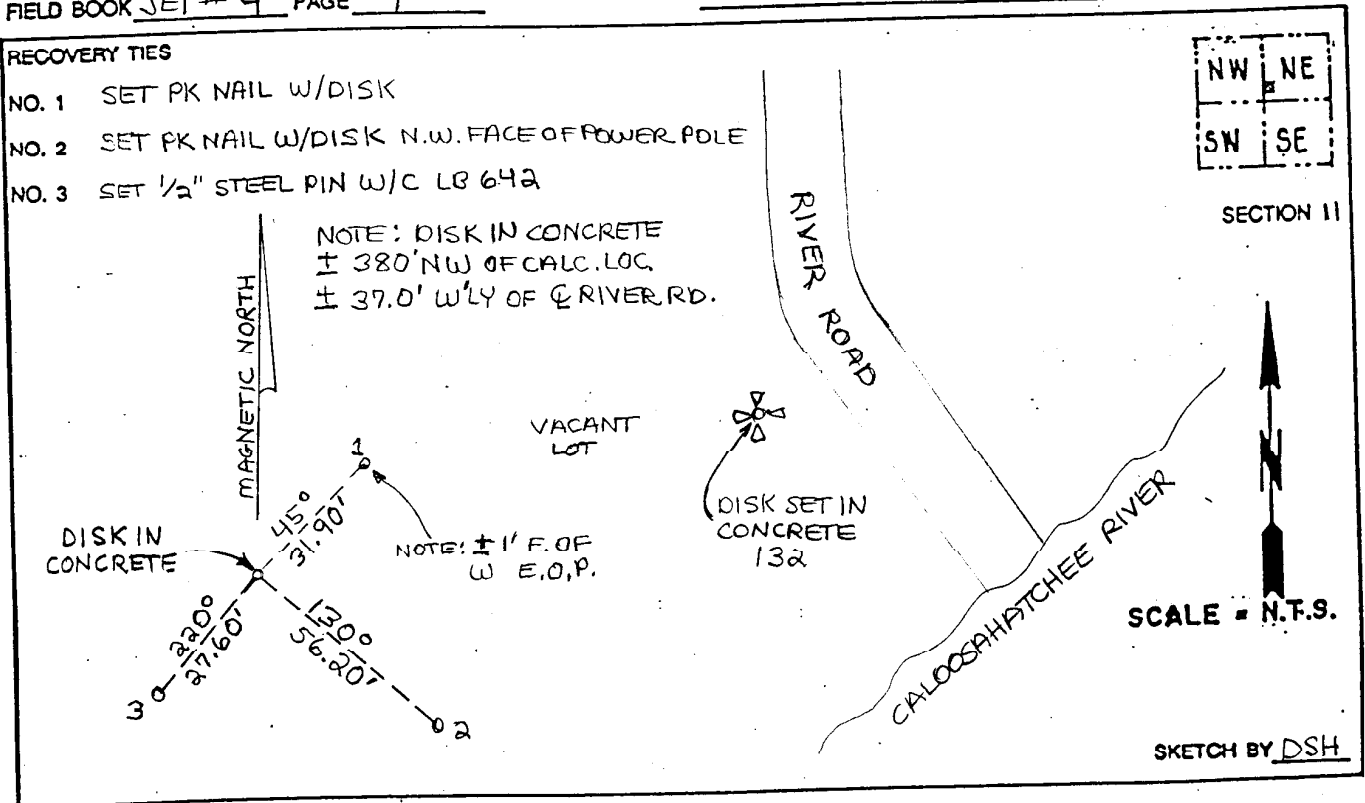 FIELD BOOK JEI # 9 PAGE
RECOVERY TIES
NO. 1 SET PK NAIL W/DISK
NO. 2 SET PK NAIL W/DISK N.W. FACE OF POWER POLE
NO. 3 SET 1/2" STEEL PIN W/C LB 642
NW NE
SW SE
SECTION 11
NOTE: DISK IN CONCRETE
± 380' NW OF CALC. LOC.
± 37.0' W'LY OF ℄ RIVER RD.
MAGNETIC NORTH
RIVER ROAD
VACANT
LOT
1
45°
31.90'
DISK IN
CONCRETE
NOTE: ± 1' E. OF
W E.O.P.
DISK SET IN
CONCRETE
132
N
220°
27.60'
130°
56.20'
3
2
CALOOSAHATCHEE RIVER
SCALE = N.T.S.
SKETCH BY DSH